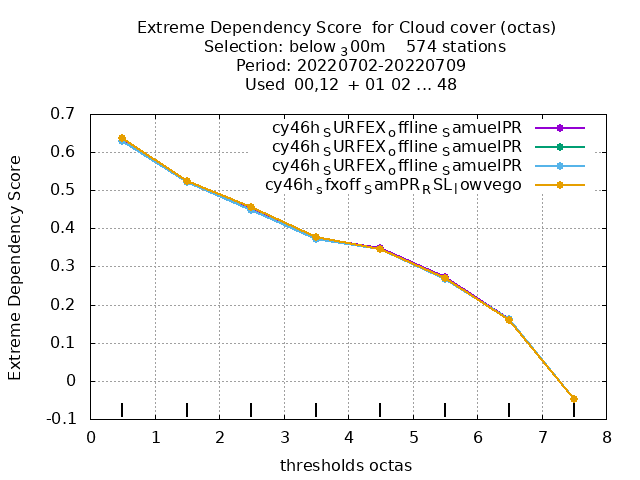 Extreme Dependency Score  for Cloud cover (octas)
Selection: below ₃00m    574 stations
Period: 20220702-20220709
Used  00,12  + 01 02 ... 48
cy46h_SURFEX_offline_SamuelPR
cy46h_SURFEX_offline_SamuelPR
cy46h_SURFEX_offline_SamuelPR
cy46h_sfxoff_SamPR_RSL_lowvego
Extreme Dependency Score
0.7
0.6
0.5
0.4
0.3
0.2
0.1
0
-0.1
0 1 2 3 4 5 6 7 8
thresholds octas